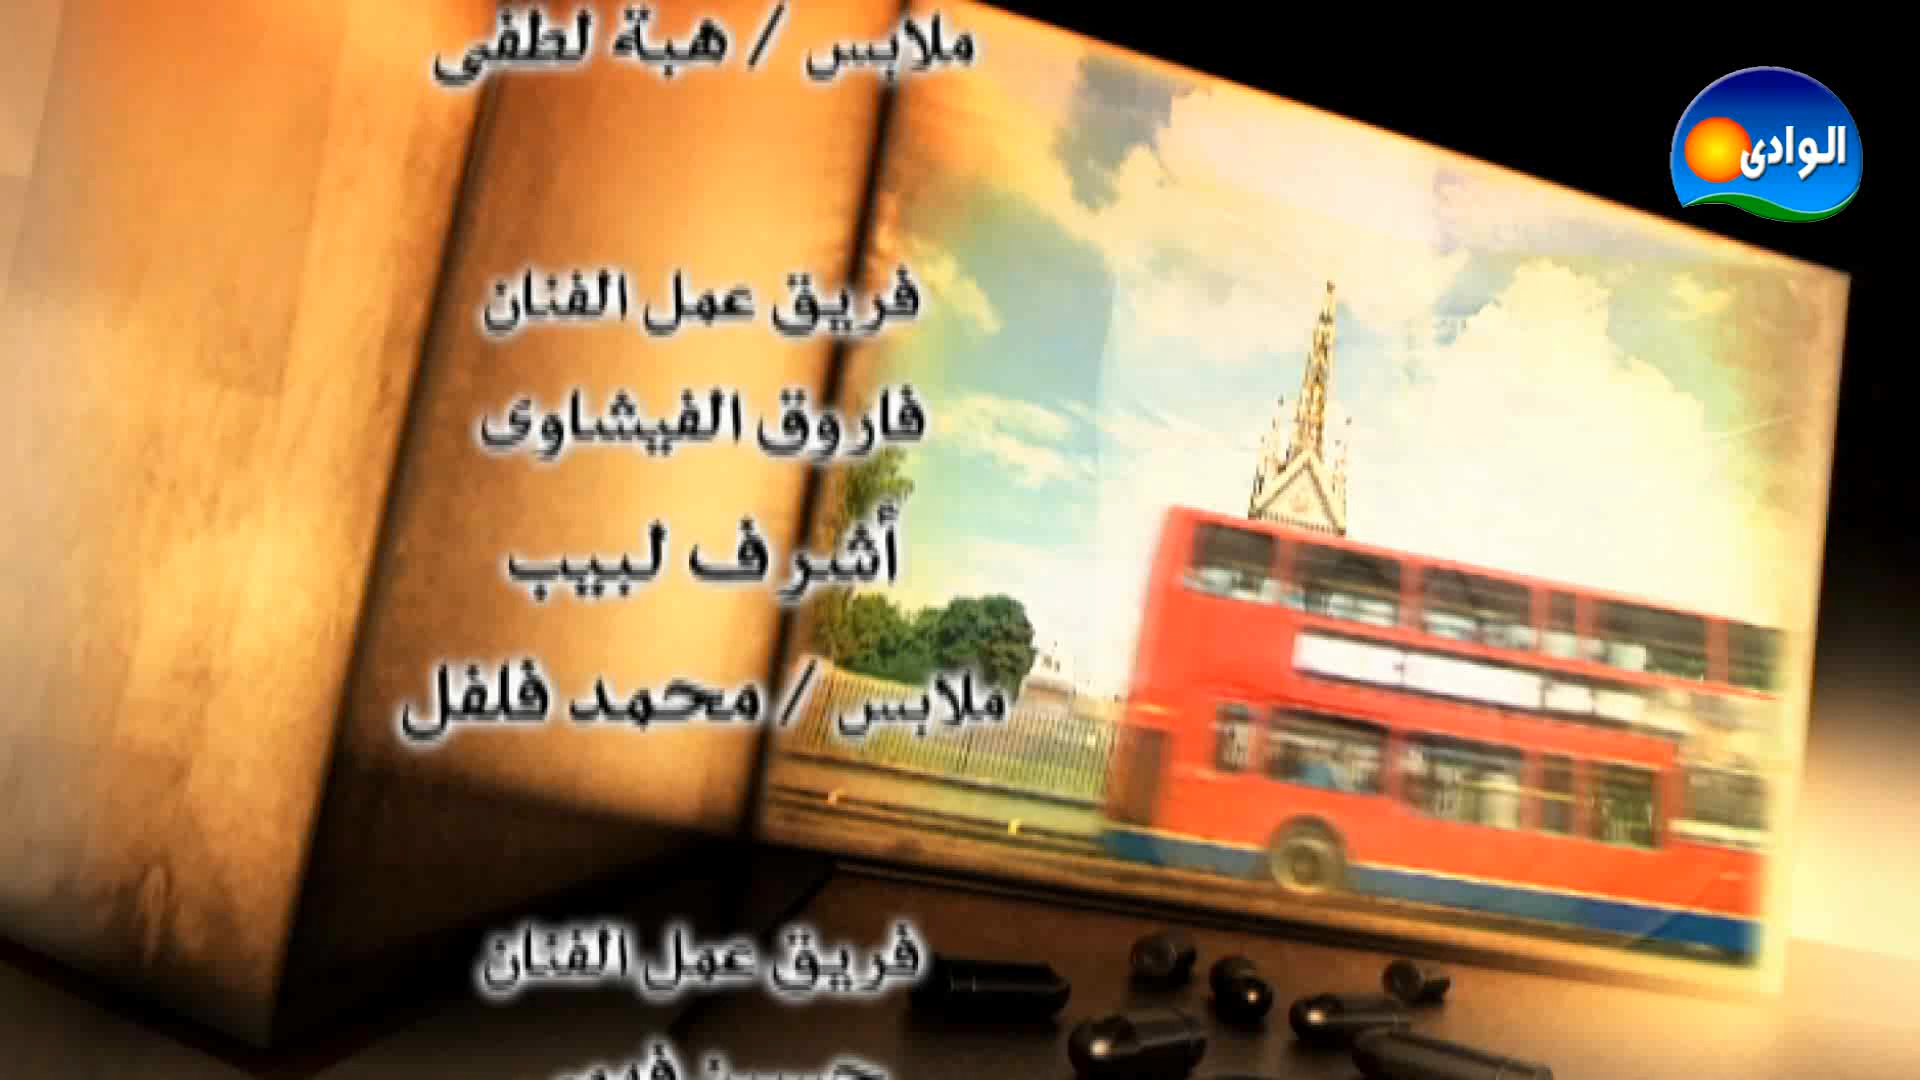 ملابس / هبة لطفى
الوادى
فريق عمل الفنان
فاروق الفيشاوى
أشرف لبيب
ملابس / محمد فلفل
فريق عمل الفنان